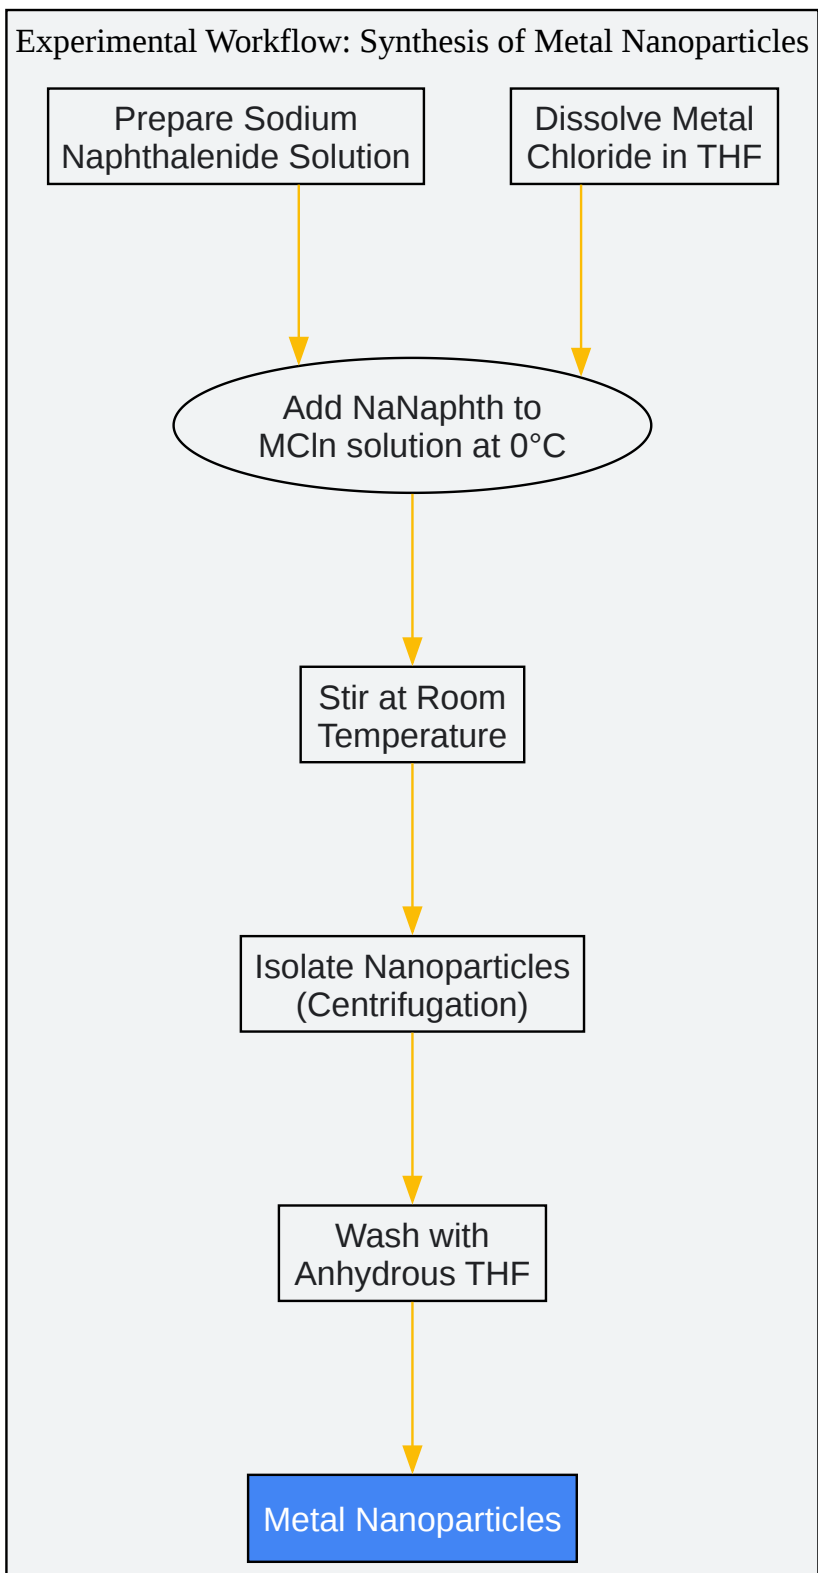 Experimental Workflow: Synthesis of Metal Nanoparticles
Prepare Sodium
Naphthalenide Solution
Dissolve Metal
Chloride in THF
Add NaNaphth to
MCln solution at 0°C
Stir at Room
Temperature
Isolate Nanoparticles
(Centrifugation)
Wash with
Anhydrous THF
Metal Nanoparticles